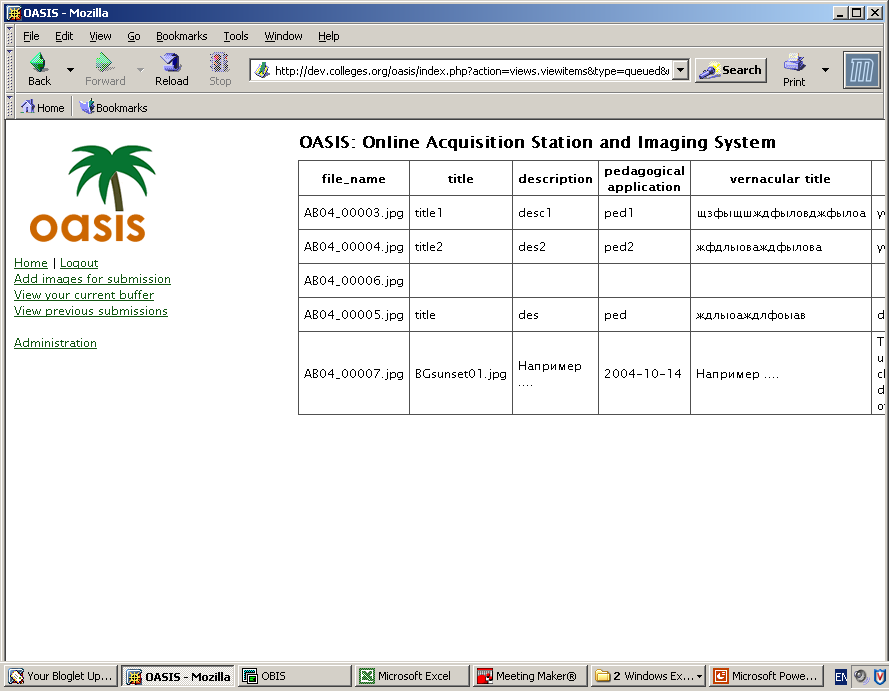 OASIS - Mozilla
File Edit View Go Bookmarks Tools Window Help
Back Forward Reload Stop http://dev.colleges.org/oasis/index.php?action=views.viewitems&type=queued& Search Print
Home Bookmarks
oasis
Home | Logout
Add images for submission
View your current buffer
View previous submissions
Administration
OASIS: Online Acquisition Station and Imaging System
file_name title description pedagogical application vernacular title
AB04_00003.jpg title1 desc1 ped1 щзфыщшждфыловджфылоа
AB04_00004.jpg title2 des2 ped2 жфдлыоваждфылова
AB04_00006.jpg
AB04_00005.jpg title des ped ждлыоаждлфоыав d
AB04_00007.jpg BGsunset01.jpg Например .... 2004-10-14 Например ....
Your Bloglet Up... OASIS - Mozilla OBIS Microsoft Excel Meeting Maker® 2 Windows Ex... Microsoft Powe... EN